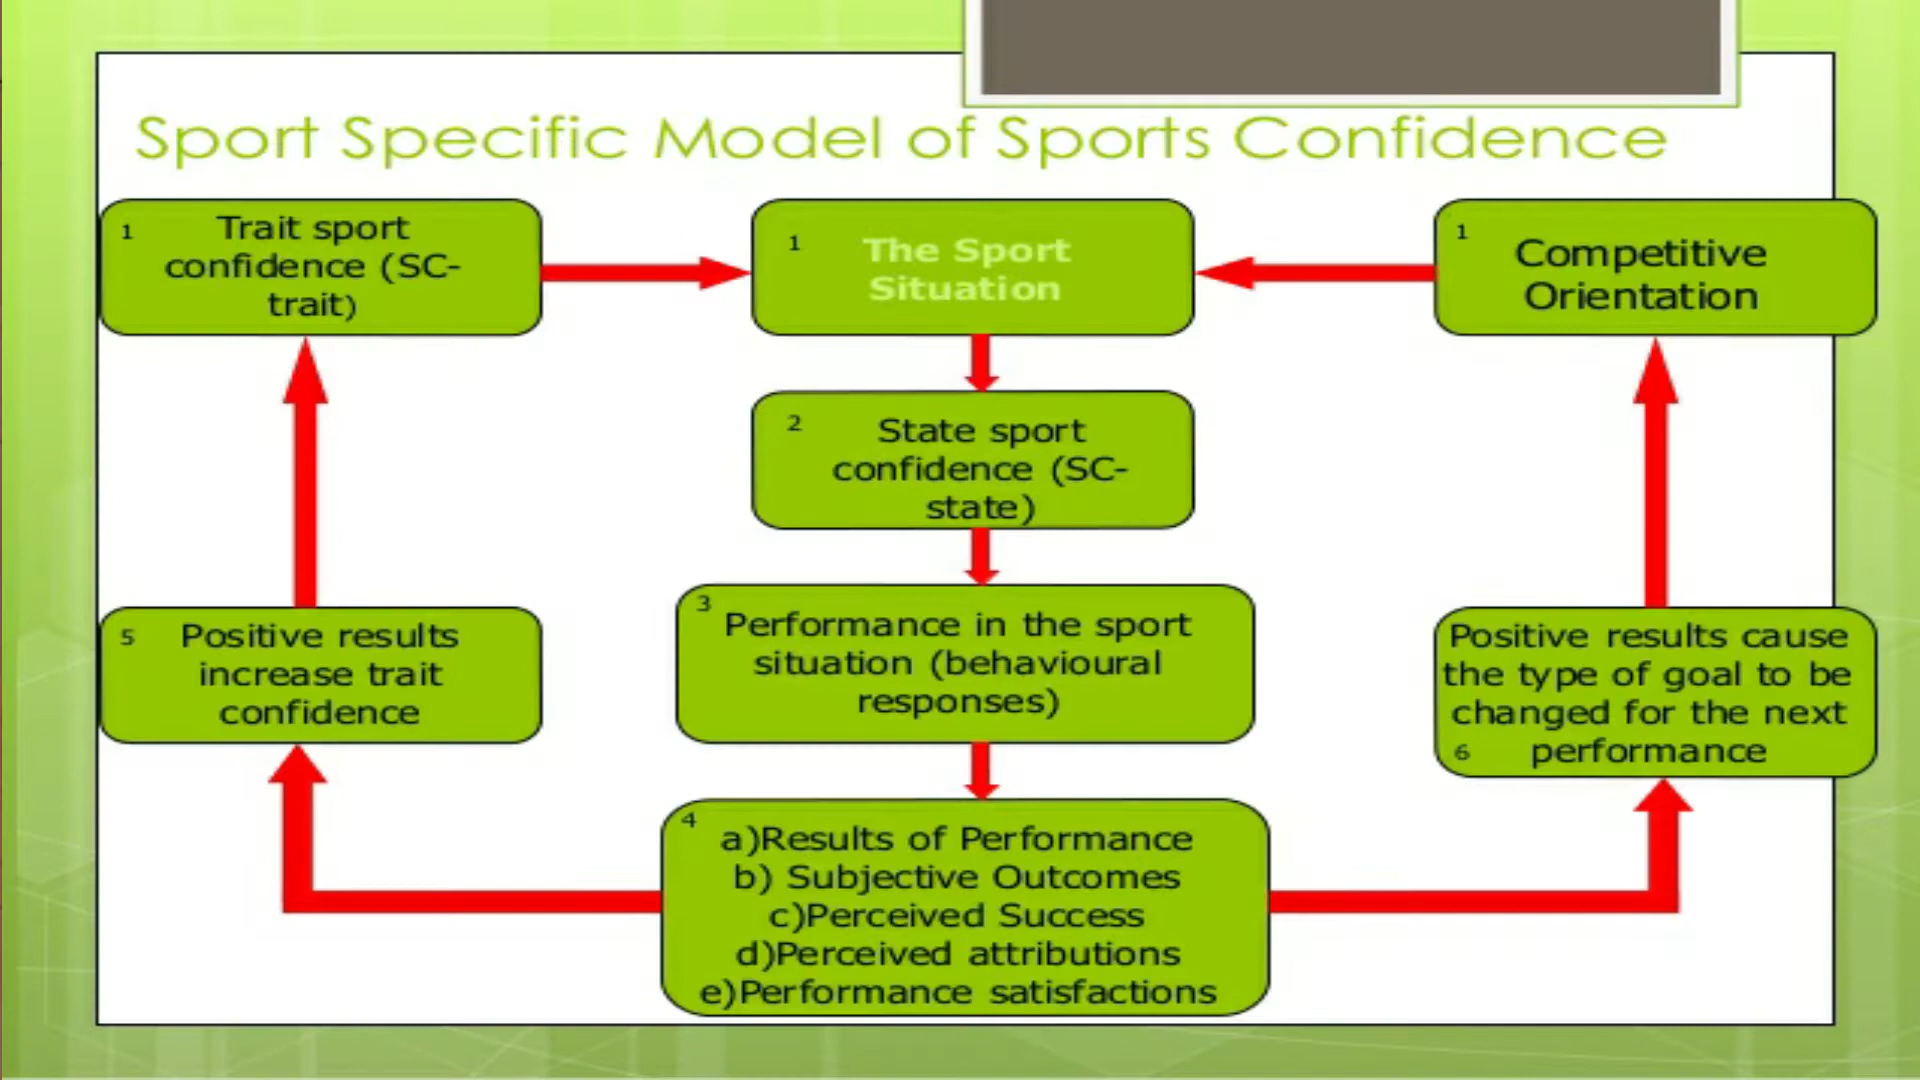 Sport Specific Model of Sports Confidence
1
Trait sport
confidence (SC-
trait)
1
The Sport
Situation
1
Competitive
Orientation
2
State sport
confidence (SC-
state)
3
Performance in the sport
situation (behavioural
responses)
5
Positive results
increase trait
confidence
Positive results cause
the type of goal to be
changed for the next
6 performance
4
a)Results of Performance
b) Subjective Outcomes
c)Perceived Success
d)Perceived attributions
e)Performance satisfactions